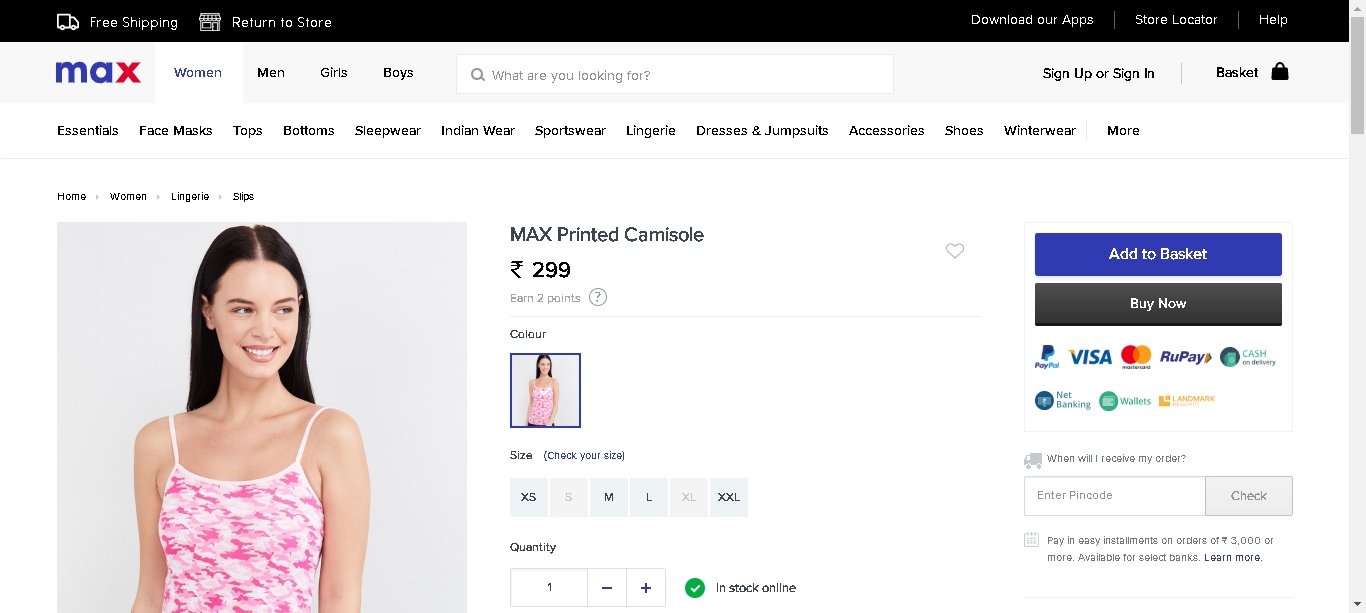 Free Shipping
Return to Store
Download our Apps
Store Locator
Help
max
Women
Men
Girls
Boys
What are you looking for?
Sign Up or Sign In
Basket
Essentials
Face Masks
Tops
Bottoms
Sleepwear
Indian Wear
Sportswear
Lingerie
Dresses & Jumpsuits
Accessories
Shoes
Winterwear
More
Home
Women
Lingerie
Slips
MAX Printed Camisole
₹ 299
Earn 2 points ?
Colour
Size (Check your size)
XS S M L XL XXL
Quantity
1 − +
In stock online
Add to Basket
Buy Now
PayPal VISA mastercard RuPay CASH on delivery
Net Banking Wallets LANDMARK REWARDS
When will I receive my order?
Enter Pincode
Check
Pay in easy installments on orders of ₹ 3,000 or
more. Available for select banks. Learn more.